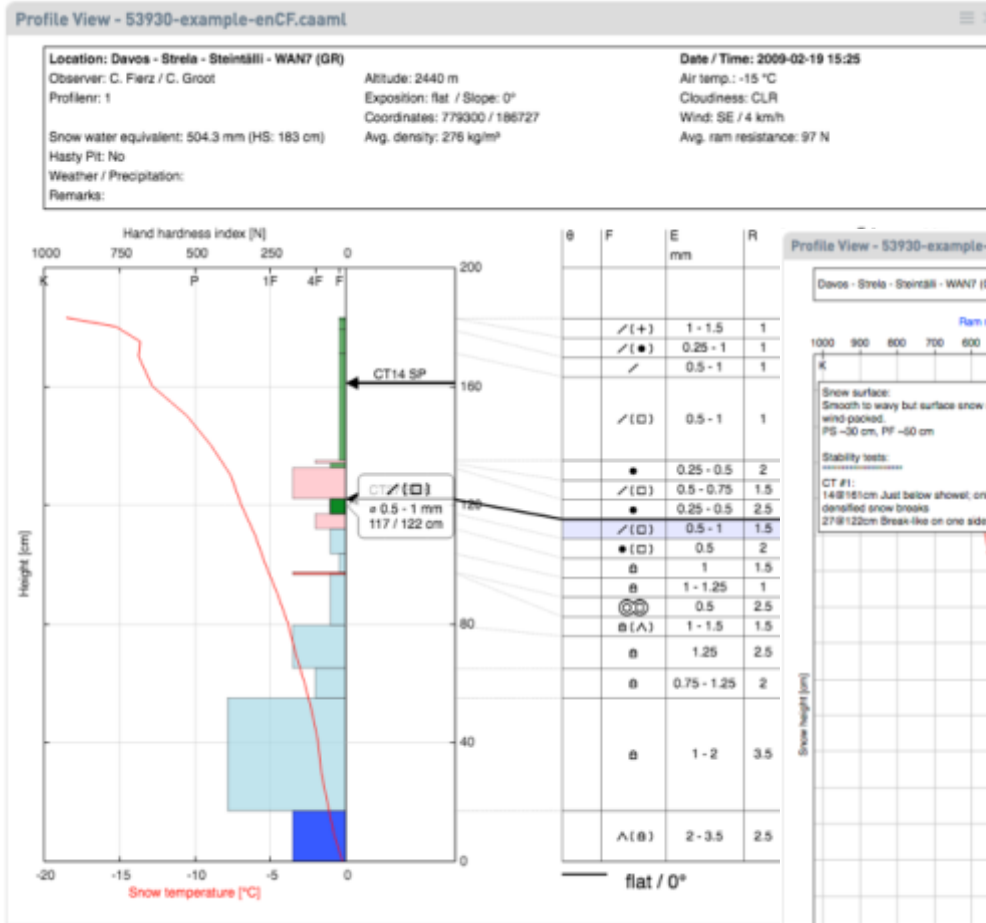 Profile View - 53930-example-enCF.caaml
Location: Davos - Strela - Steintälli - WAN7 (GR)
Date / Time: 2009-02-19 15:25
Observer: C. Fierz / C. Groot
Altitude: 2440 m
Air temp.: -15 °C
Profilenr: 1
Exposition: flat / Slope: 0°
Cloudiness: CLR
Coordinates: 779300 / 186727
Wind: SE / 4 km/h
Snow water equivalent: 504.3 mm (HS: 183 cm)
Avg. density: 276 kg/m³
Avg. ram resistance: 97 N
Hasty Pit: No
Weather / Precipitation:
Remarks:
Hand hardness index [N]
1000 750 500 250 0
K P 1F 4F F
200
160
120
80
40
0
CT14 SP
ø 0.5 - 1 mm
117 / 122 cm
Height [cm]
-20 -15 -10 -5 0
Snow temperature [°C]
θ F E R
mm
/ ( + ) 1 - 1.5 1
/ ( ● ) 0.25 - 1 1
/ 0.5 - 1 1
/ ( □ ) 0.5 - 1 1
● 0.25 - 0.5 2
/ ( □ ) 0.5 - 0.75 1.5
● 0.25 - 0.5 2.5
/ ( □ ) 0.5 - 1 1.5
● ( □ ) 0.5 2
1 1.5
1 - 1.25 1
0.5 2.5
1 - 1.5 1.5
1.25 2.5
0.75 - 1.25 2
1 - 2 3.5
2 - 3.5 2.5
flat / 0°
Profile View - 53930-example-
Davos - Strela - Steintälli - WAN7
Ram
1000 900 800 700 600
K
Snow surface:
Smooth to wavy but surface snow
wind-packed.
PS ~30 cm, PF ~50 cm
Stability tests:
CT #1:
14@161cm Just below shovel; on
densified snow breaks
27@122cm Break-like on one side
Snow height [cm]